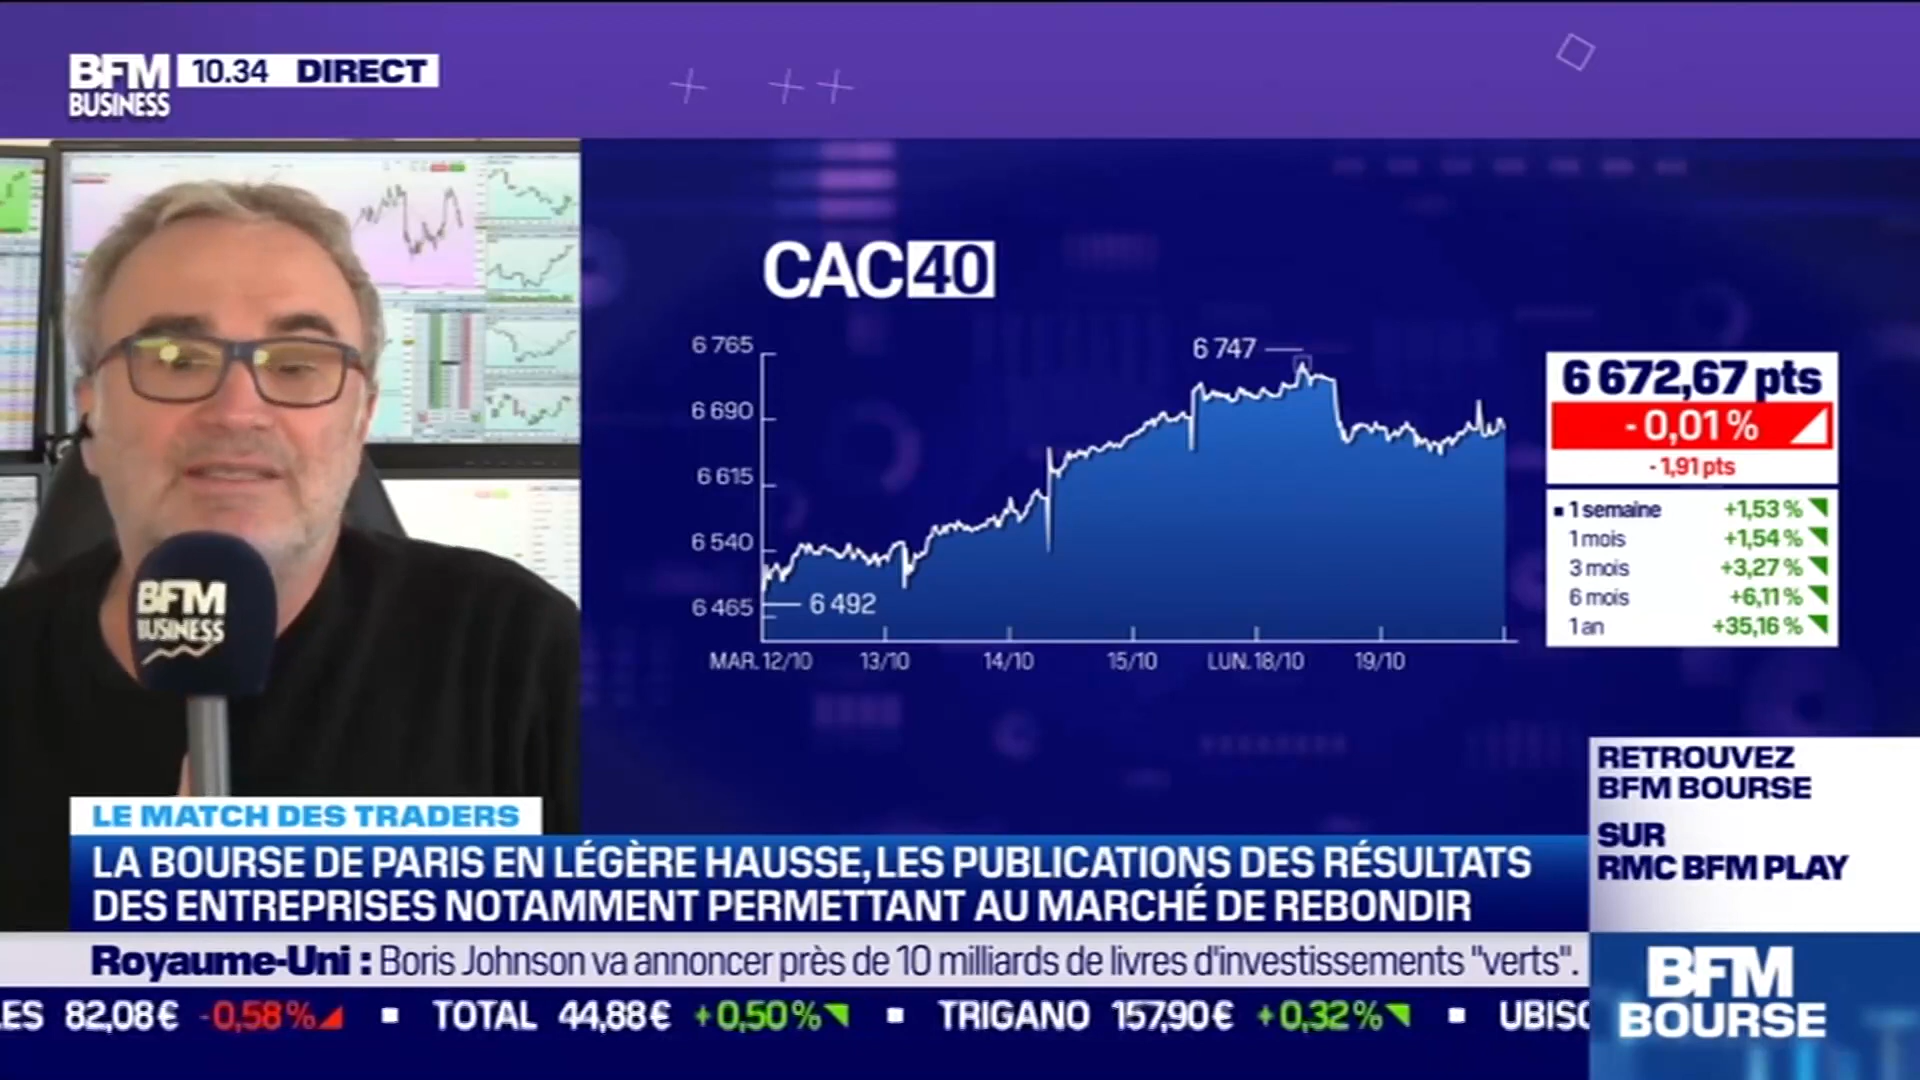 BFM
BUSINESS
10.34 DIRECT
CAC 40
6 765
6 690
6 615
6 540
6 465
6 747
6 492
MAR. 12/10
13/10
14/10
15/10
LUN. 18/10
19/10
6 672,67 pts
- 0,01 %
- 1,91 pts
1 semaine +1,53 %
1 mois +1,54 %
3 mois +3,27 %
6 mois +6,11 %
1 an +35,16 %
BFM
BUSINESS
LE MATCH DES TRADERS
LA BOURSE DE PARIS EN LÉGÈRE HAUSSE, LES PUBLICATIONS DES RÉSULTATS
DES ENTREPRISES NOTAMMENT PERMETTANT AU MARCHÉ DE REBONDIR
Royaume-Uni : Boris Johnson va annoncer près de 10 milliards de livres d'investissements "verts".
LES 82,08€ -0,58% TOTAL 44,88€ +0,50% TRIGANO 157,90€ +0,32% UBISO
RETROUVEZ
BFM BOURSE
SUR
RMC BFM PLAY
BFM
BOURSE